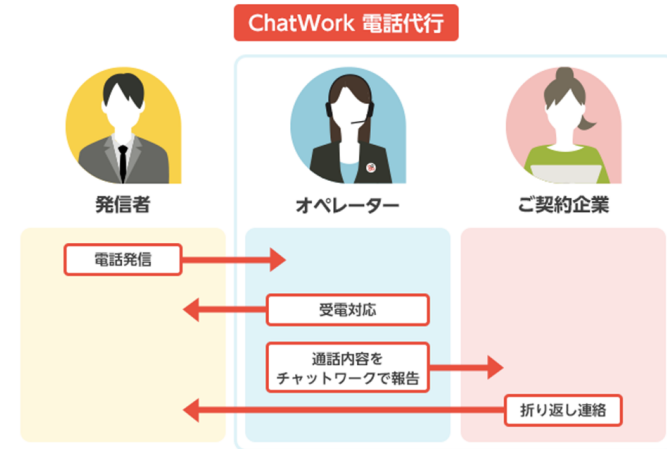 ChatWork 電話代行
発信者
オペレーター
ご契約企業
電話発信
受電対応
通話内容を
チャットワークで報告
折り返し連絡